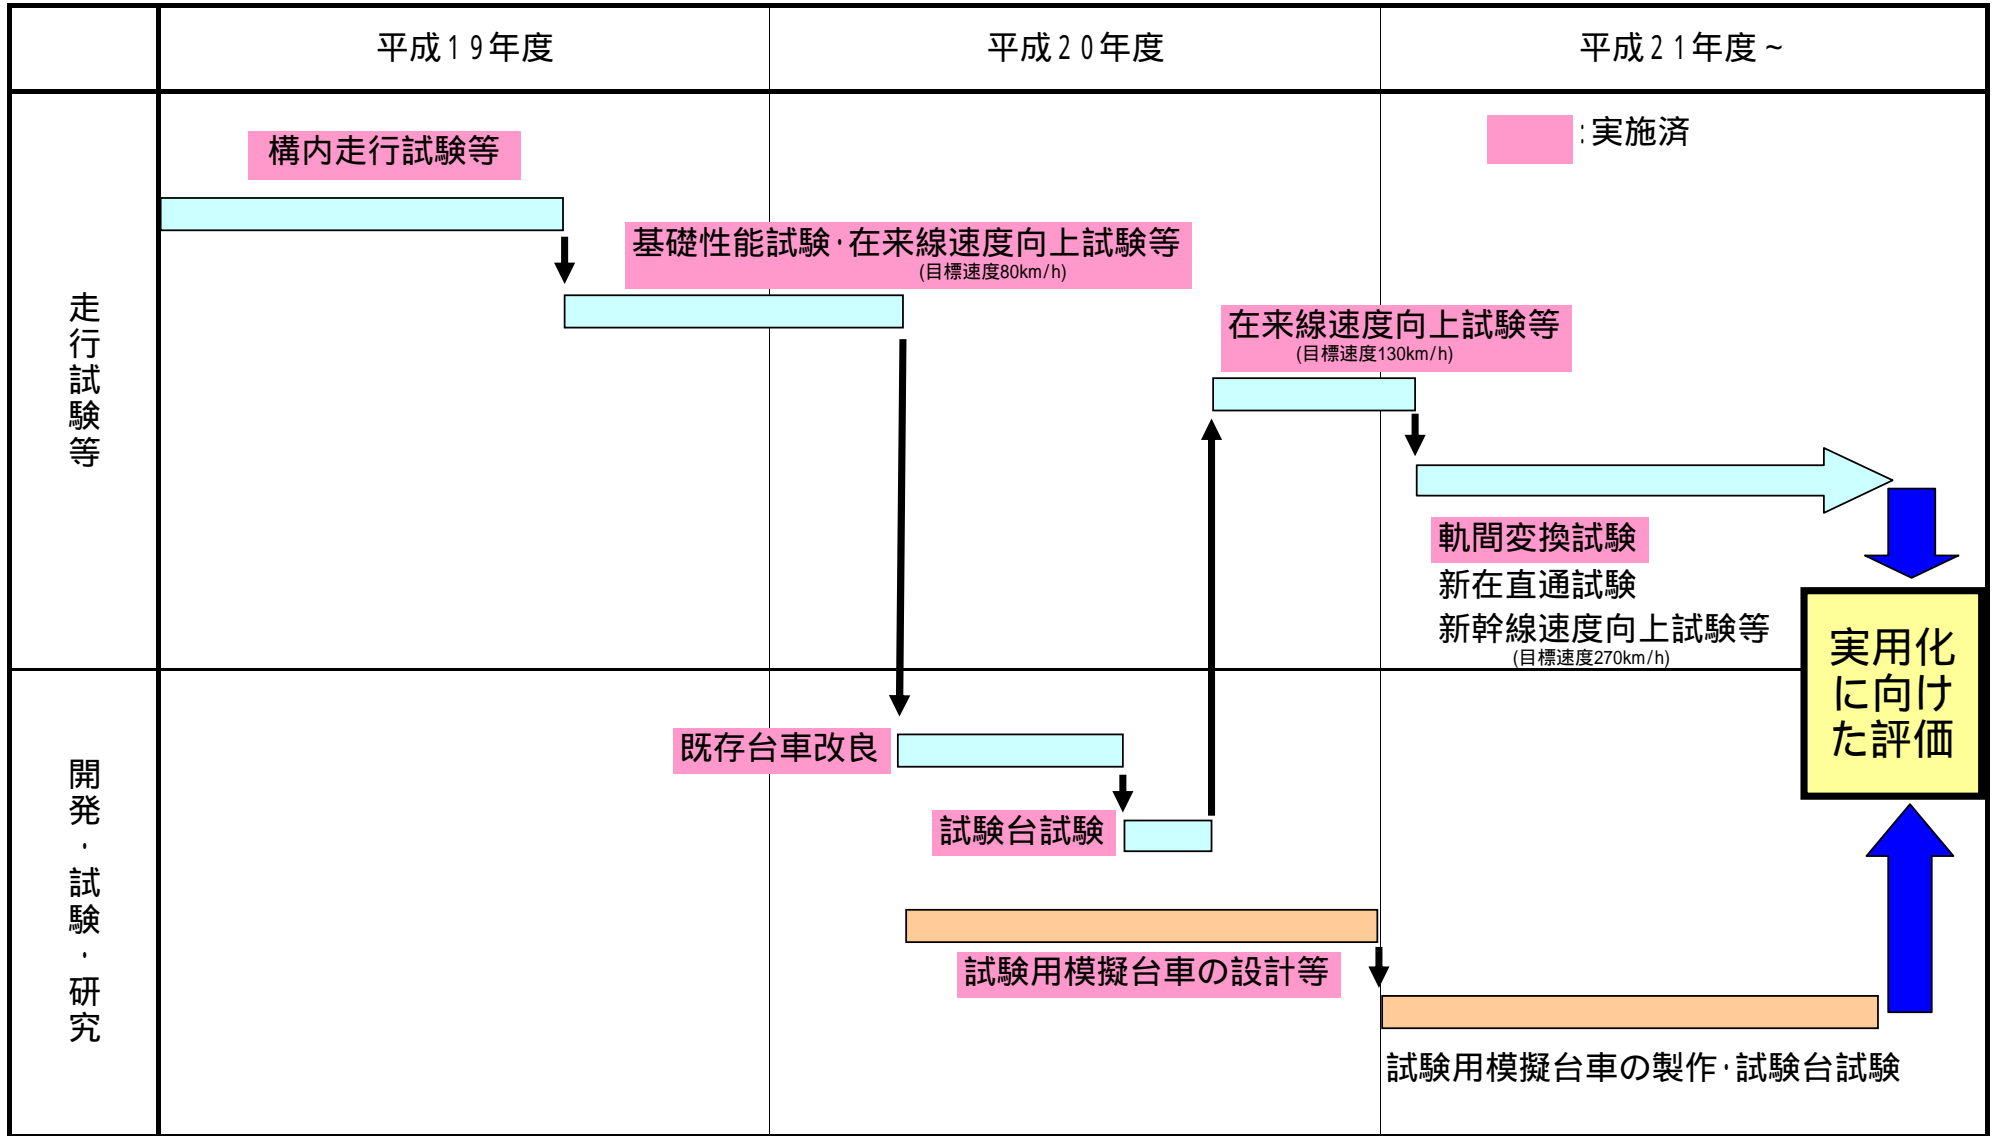 平成19年度
平成20年度
平成21年度~
走行試験等
構内走行試験等
:実施済
基礎性能試験・在来線速度向上試験等
(目標速度80km/h)
在来線速度向上試験等
(目標速度130km/h)
軌間変換試験
新在直通試験
新幹線速度向上試験等
(目標速度270km/h)
実用化
に向け
た評価
開発・試験・研究
既存台車改良
試験台試験
試験用模擬台車の設計等
試験用模擬台車の製作・試験台試験